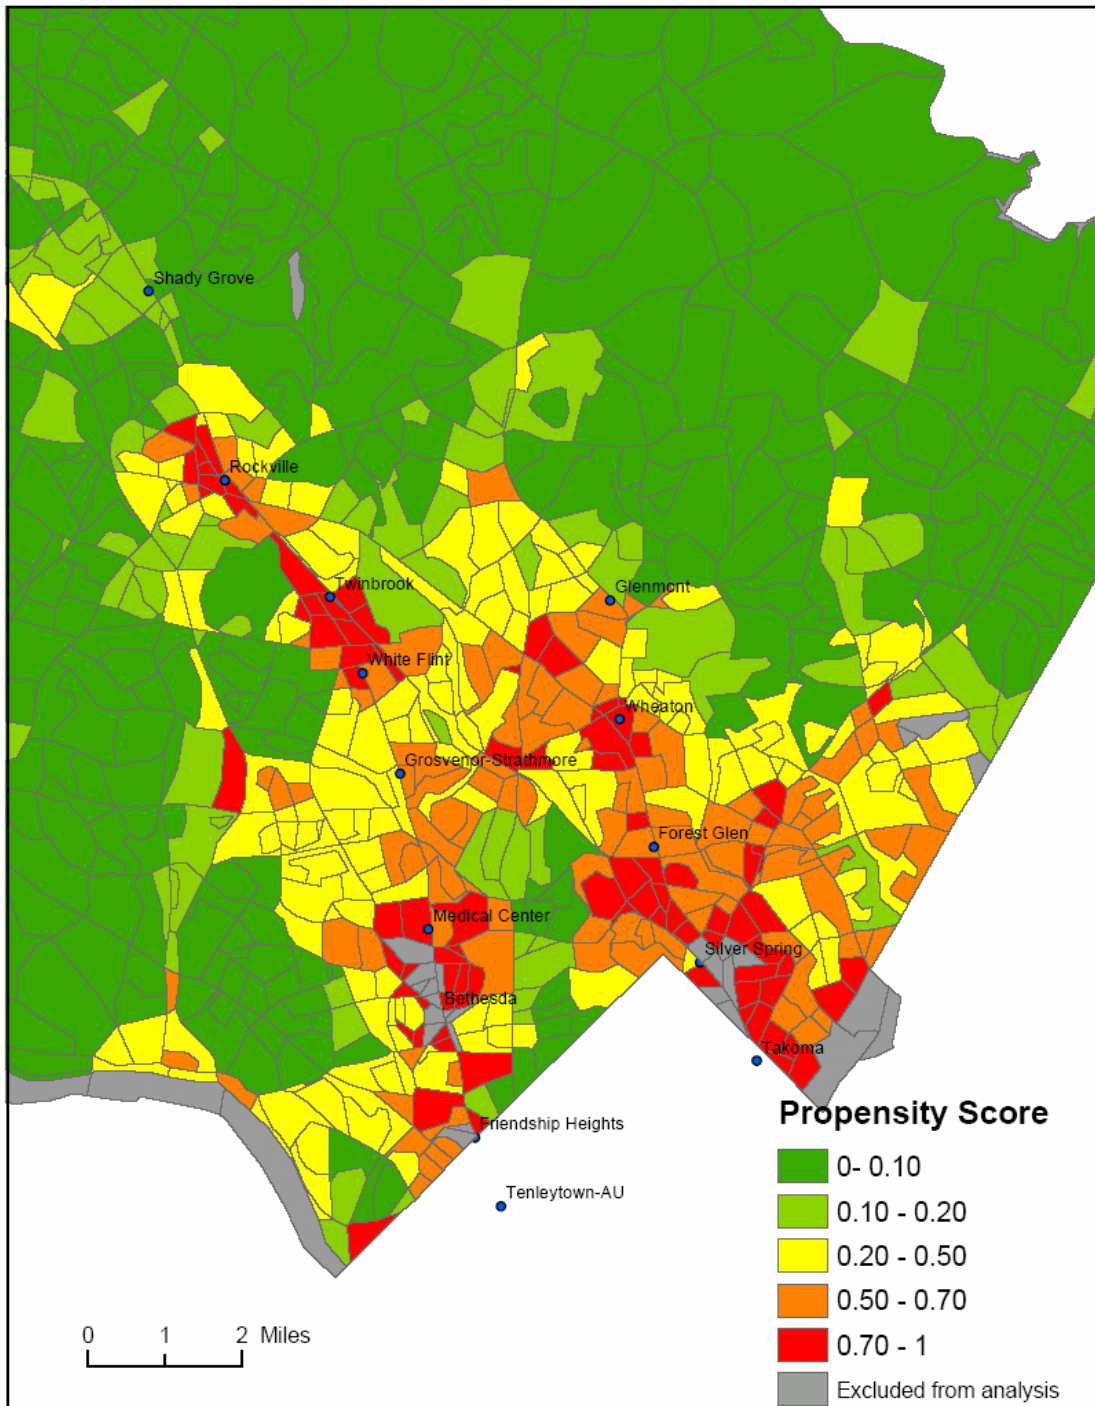 Shady Grove
Rockville
Twinbrook
Glenmont
White Flint
Wheaton
Grosvenor-Strathmore
Forest Glen
Medical Center
Silver Spring
Bethesda
Takoma
Friendship Heights
Tenleytown-AU
Propensity Score
0- 0.10
0.10 - 0.20
0.20 - 0.50
0.50 - 0.70
0.70 - 1
Excluded from analysis
0 1 2 Miles